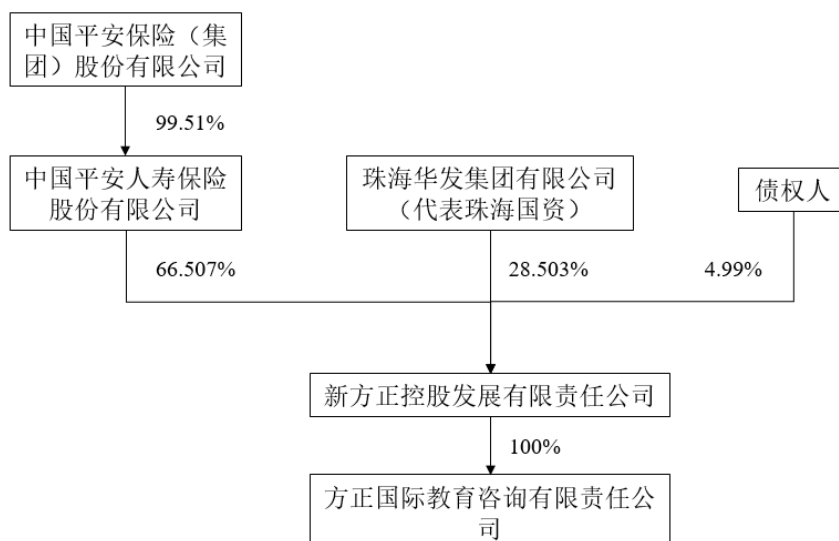 中国平安保险（集
团）股份有限公司
99.51%
中国平安人寿保险
股份有限公司
珠海华发集团有限公司
（代表珠海国资）
债权人
66.507%
28.503%
4.99%
新方正控股发展有限责任公司
100%
方正国际教育咨询有限责任公
司